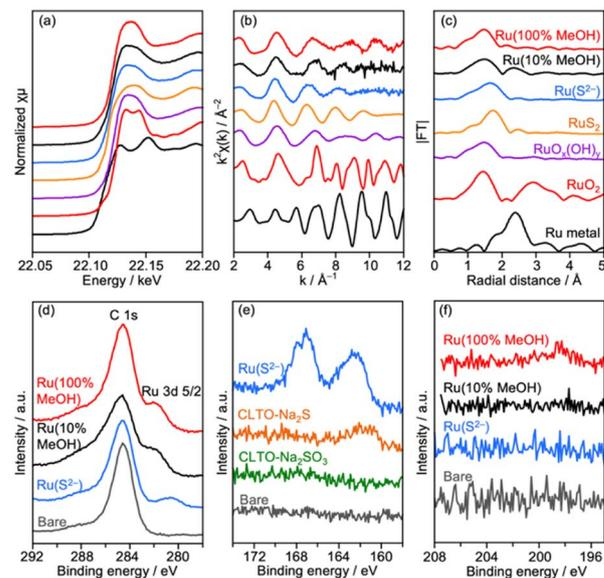 (a)
Normalized χμ
22.05 22.10 22.15 22.20
Energy / keV
(b)
k²χ(k) / Å⁻²
2 4 6 8 10 12
k / Å⁻¹
(c)
|FT|
Ru(100% MeOH)
Ru(10% MeOH)
Ru(S²⁻)
RuS₂
RuOₓ(OH)ᵧ
RuO₂
Ru metal
0 1 2 3 4 5
Radial distance / Å
(d)
C 1s
Ru 3d 5/2
Ru(100%
MeOH)
Ru(10%
MeOH)
Ru(S²⁻)
Bare
Intensity / a.u.
292 288 284 280
Binding energy / eV
(e)
Ru(S²⁻)
CLTO-Na₂S
CLTO-Na₂SO₃
Bare
Intensity / a.u.
172 168 164 160
Binding energy / eV
(f)
Ru(100% MeOH)
Ru(10% MeOH)
Ru(S²⁻)
Bare
Intensity / a.u.
208 204 200 196
Binding energy / eV